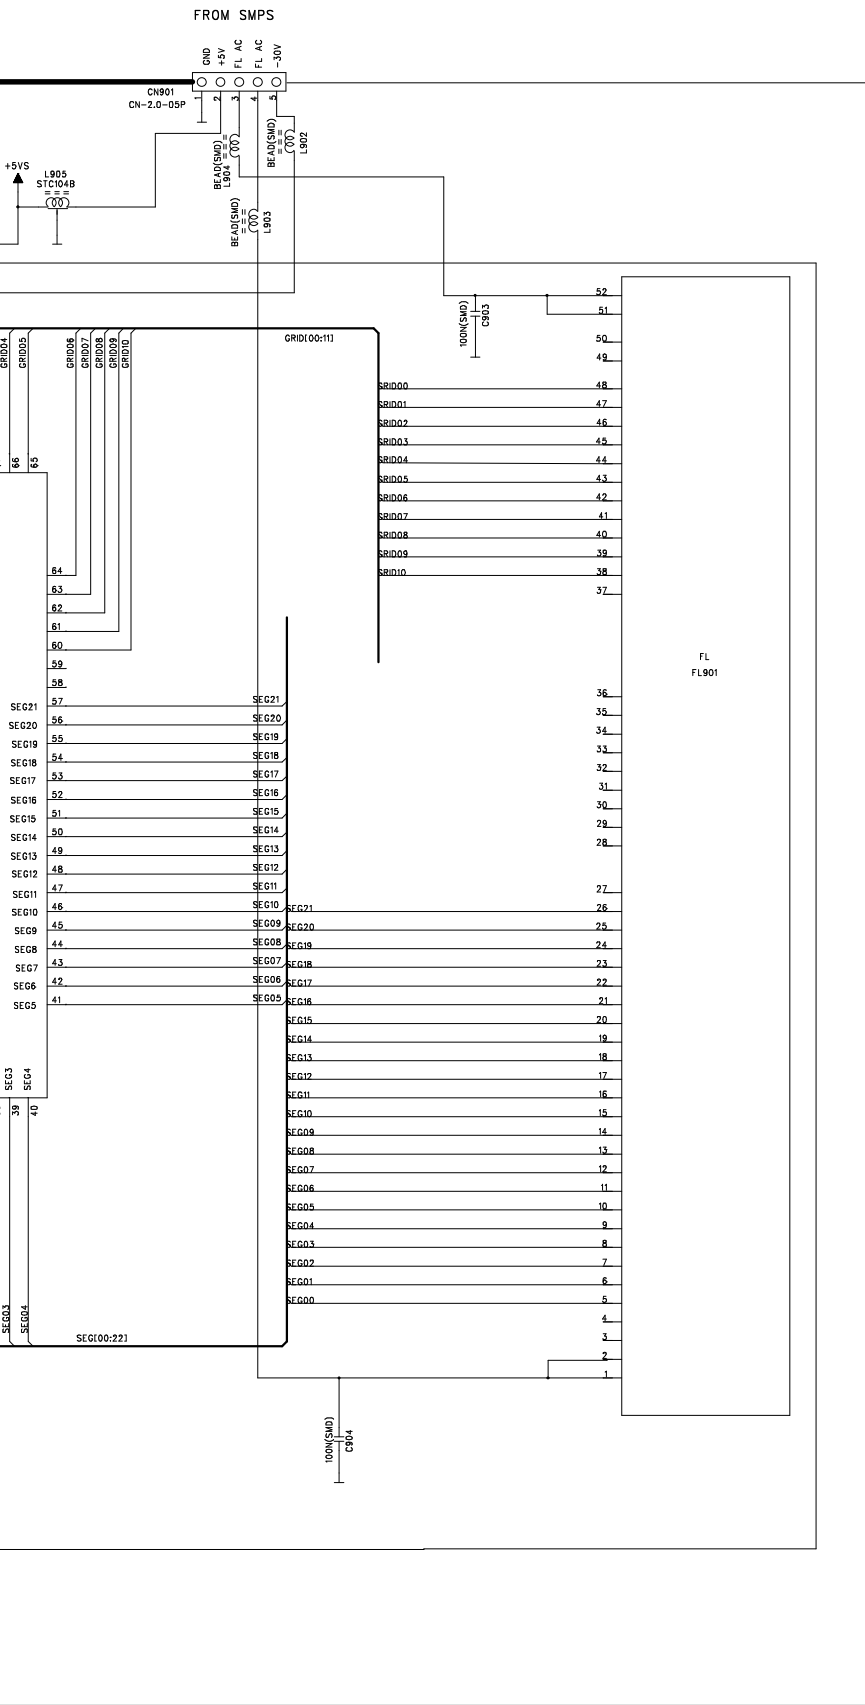 FROM SMPS
GND
+5V
FL AC
FL AC
-30V
CN901
CN-2.0-05P
1
2
3
4
5
BEAD(SMD)
L904
BEAD(SMD)
L902
+5VS
L905
STC104B
BEAD(SMD)
L903
100N(SMD)
C903
GRID[00:11]
GRID04
GRID05
GRID06
GRID07
GRID08
GRID09
GRID10
66
65
52
51
50
49
GRID00 48
GRID01 47
GRID02 46
GRID03 45
GRID04 44
GRID05 43
GRID06 42
GRID07 41
GRID08 40
GRID09 39
GRID10 38
37
64
63
62
61
60
59
58
FL
FL901
36
35
34
33
32
31
30
29
28
27
SEG21 57 SEG21
SEG20 56 SEG20
SEG19 55 SEG19
SEG18 54 SEG18
SEG17 53 SEG17
SEG16 52 SEG16
SEG15 51 SEG15
SEG14 50 SEG14
SEG13 49 SEG13
SEG12 48 SEG12
SEG11 47 SEG11
SEG10 46 SEG10
SEG9 45 SEG09
SEG8 44 SEG08
SEG7 43 SEG07
SEG6 42 SEG06
SEG5 41 SEG05
SEG21 26
SEG20 25
SEG19 24
SEG18 23
SEG17 22
SEG16 21
SEG15 20
SEG14 19
SEG13 18
SEG12 17
SEG11 16
SEG10 15
SEG09 14
SEG08 13
SEG07 12
SEG06 11
SEG05 10
SEG04 9
SEG03 8
SEG02 7
SEG01 6
SEG00 5
4
3
2
1
SEG3
SEG4
39
40
SEG03
SEG04
SEG[00:22]
100N(SMD)
C904